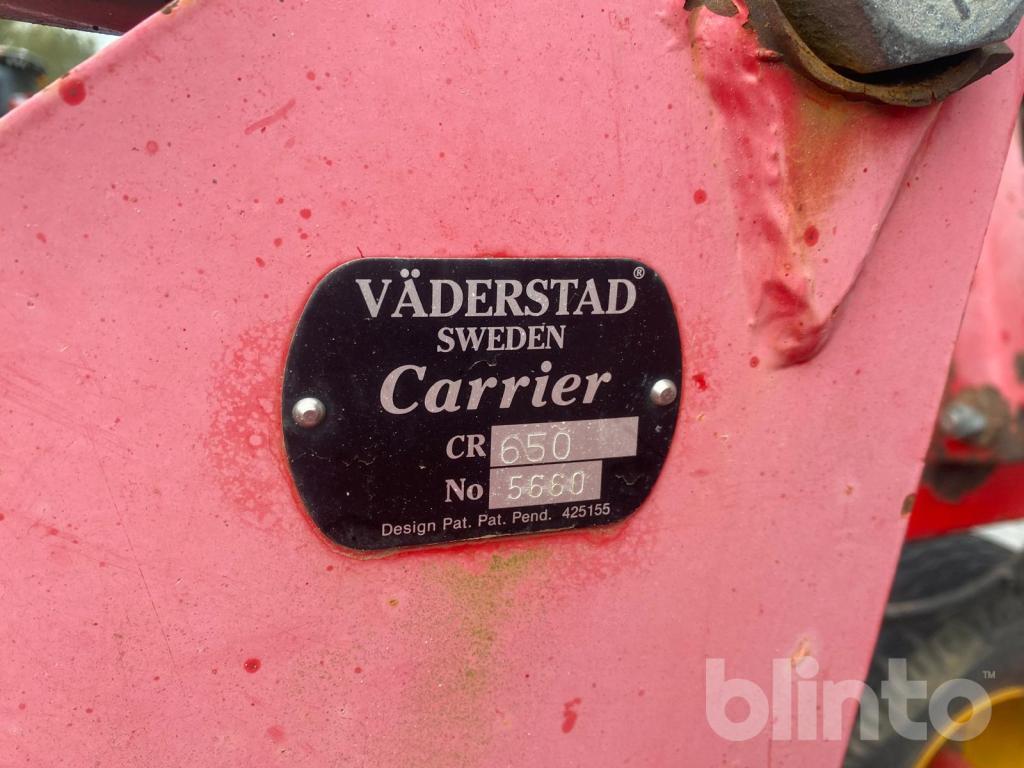 VÄDERSTAD®
SWEDEN
Carrier
CR 650
No 5660
Design Pat. Pat. Pend. 425155
blinto™